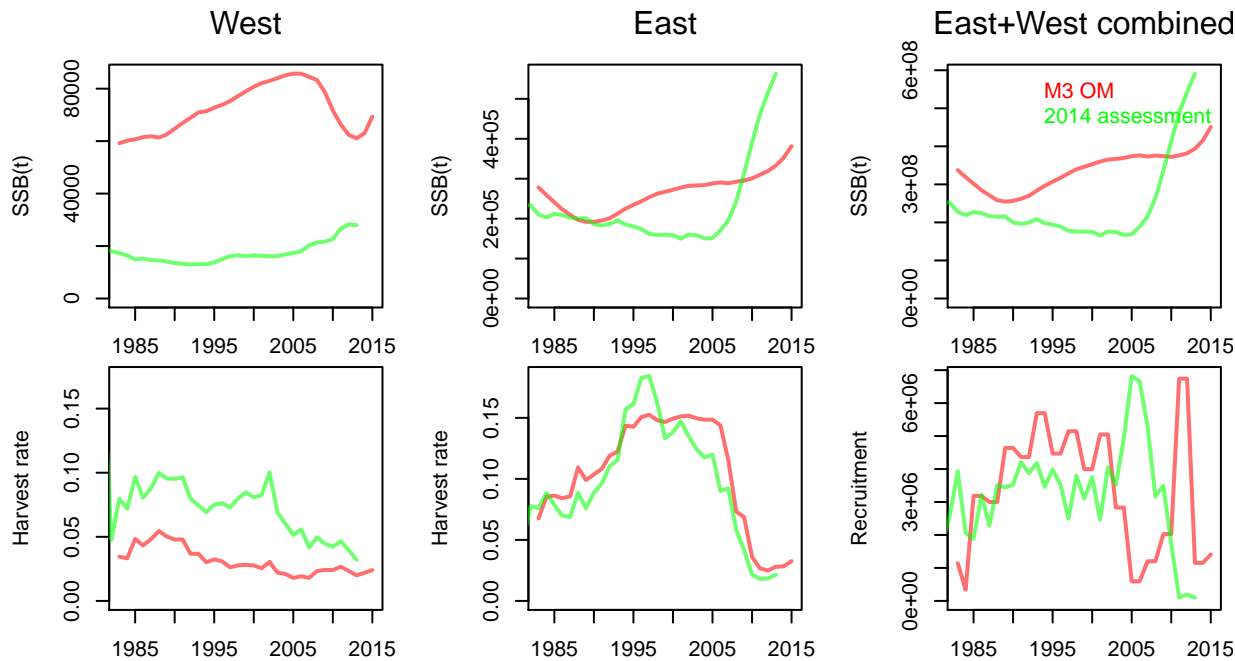 West
East
East+West combined
SSB(t)
0
40000
80000
1985
1995
2005
2015
SSB(t)
0e+00
2e+05
4e+05
1985
1995
2005
2015
SSB(t)
0e+00
3e+08
6e+08
M3 OM
2014 assessment
1985
1995
2005
2015
Harvest rate
0.00
0.05
0.10
0.15
1985
1995
2005
2015
Harvest rate
0.00
0.05
0.10
0.15
1985
1995
2005
2015
Recruitment
0e+00
3e+06
6e+06
1985
1995
2005
2015